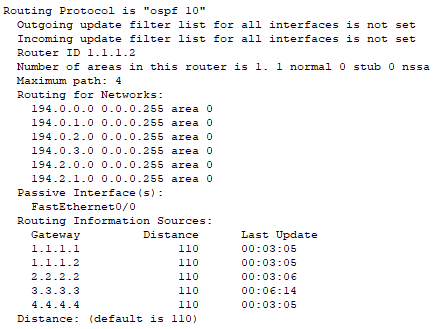 Routing Protocol is "ospf 10"
Outgoing update filter list for all interfaces is not set
Incoming update filter list for all interfaces is not set
Router ID 1.1.1.2
Number of areas in this router is 1. 1 normal 0 stub 0 nssa
Maximum path: 4
Routing for Networks:
194.0.0.0 0.0.0.255 area 0
194.0.1.0 0.0.0.255 area 0
194.0.2.0 0.0.0.255 area 0
194.0.3.0 0.0.0.255 area 0
194.2.0.0 0.0.0.255 area 0
194.2.1.0 0.0.0.255 area 0
Passive Interface(s):
FastEthernet0/0
Routing Information Sources:
Gateway Distance Last Update
1.1.1.1 110 00:03:05
1.1.1.2 110 00:03:05
2.2.2.2 110 00:03:06
3.3.3.3 110 00:06:14
4.4.4.4 110 00:03:05
Distance: (default is 110)